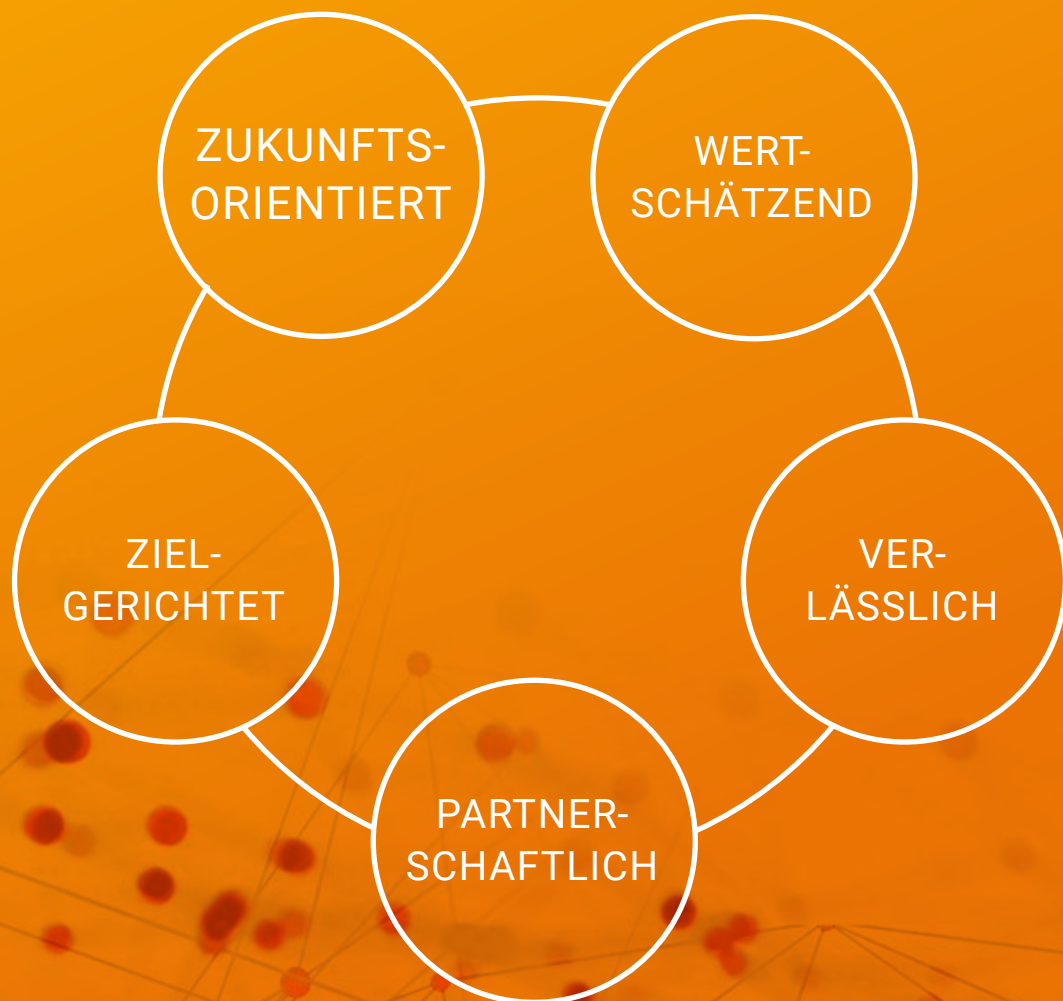 ZUKUNFTS-
ORIENTIERT
WERT-
SCHÄTZEND
ZIEL-
GERICHTET
VER-
LÄSSLICH
PARTNER-
SCHAFTLICH